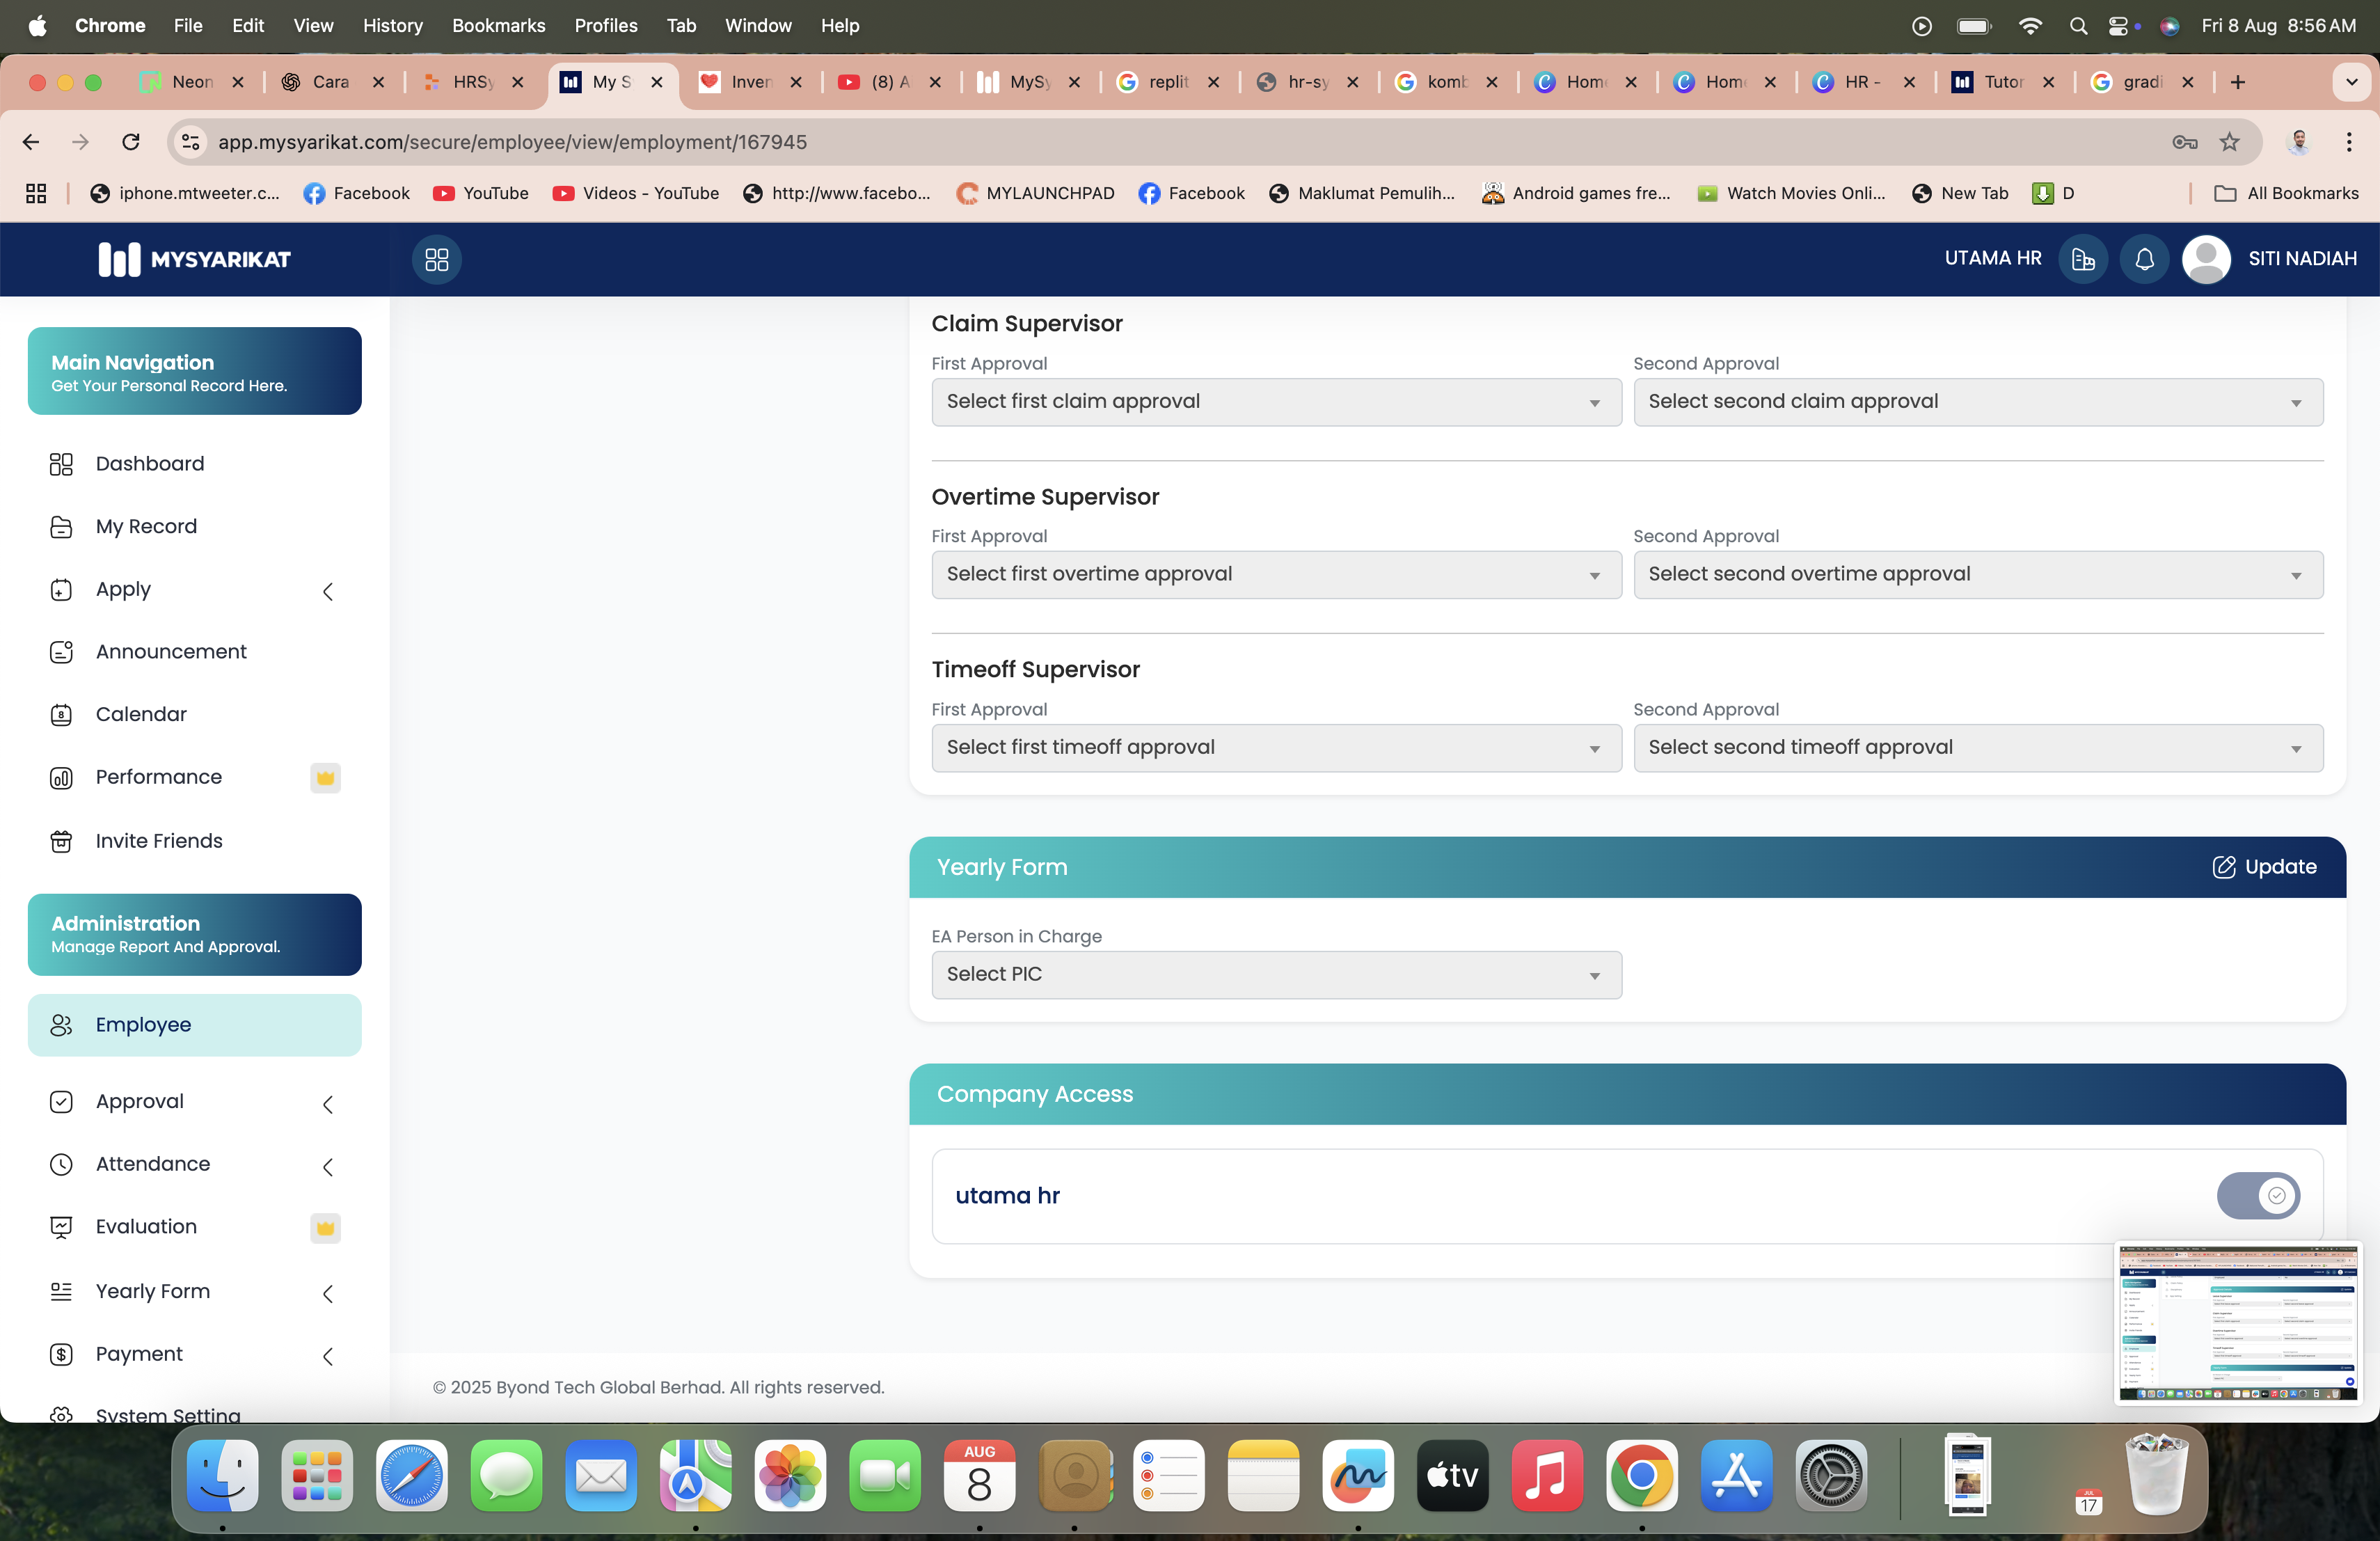 Chrome File Edit View History Bookmarks Profiles Tab Window Help
Fri 8 Aug 8:56 AM
Neon
Cara
HRSy
My S
Inven
(8) A
MySy
replit
hr-sy
komb
Hom
Hom
HR -
Tutor
gradi
app.mysyarikat.com/secure/employee/view/employment/167945
iphone.mtweeter.c...
Facebook
YouTube
Videos - YouTube
http://www.facebo...
MYLAUNCHPAD
Facebook
Maklumat Pemulih...
Android games fre...
Watch Movies Onli...
New Tab
D
All Bookmarks
MYSYARIKAT
UTAMA HR
SITI NADIAH
Main Navigation
Get Your Personal Record Here.
Dashboard
My Record
Apply
Announcement
Calendar
8
Performance
Invite Friends
Administration
Manage Report And Approval.
Employee
Approval
Attendance
Evaluation
Yearly Form
Payment
System Setting
Claim Supervisor
First Approval
Second Approval
Select first claim approval
Select second claim approval
Overtime Supervisor
First Approval
Second Approval
Select first overtime approval
Select second overtime approval
Timeoff Supervisor
First Approval
Second Approval
Select first timeoff approval
Select second timeoff approval
Yearly Form
Update
EA Person in Charge
Select PIC
Company Access
utama hr
© 2025 Byond Tech Global Berhad. All rights reserved.
AUG
8
tv
JUL
17